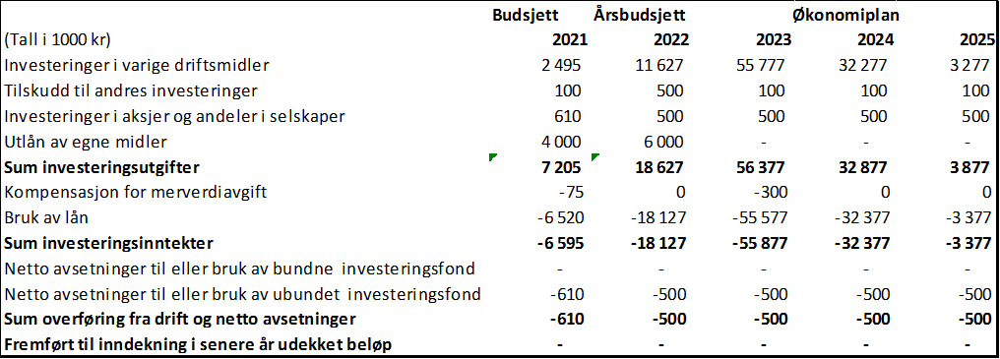 Budsjett Årsbudsjett Økonomiplan
(Tall i 1000 kr) 2021 2022 2023 2024 2025
Investeringer i varige driftsmidler 2 495 11 627 55 777 32 277 3 277
Tilskudd til andres investeringer 100 500 100 100 100
Investeringer i aksjer og andeler i selskaper 610 500 500 500 500
Utlån av egne midler 4 000 6 000 - - -
Sum investeringsutgifter 7 205 18 627 56 377 32 877 3 877
Kompensasjon for merverdiavgift -75 0 -300 0 0
Bruk av lån -6 520 -18 127 -55 577 -32 377 -3 377
Sum investeringsinntekter -6 595 -18 127 -55 877 -32 377 -3 377
Netto avsetninger til eller bruk av bundne investeringsfond - - - - -
Netto avsetninger til eller bruk av ubundet investeringsfond -610 -500 -500 -500 -500
Sum overføring fra drift og netto avsetninger -610 -500 -500 -500 -500
Fremført til inndekning i senere år udekket beløp - - - - -